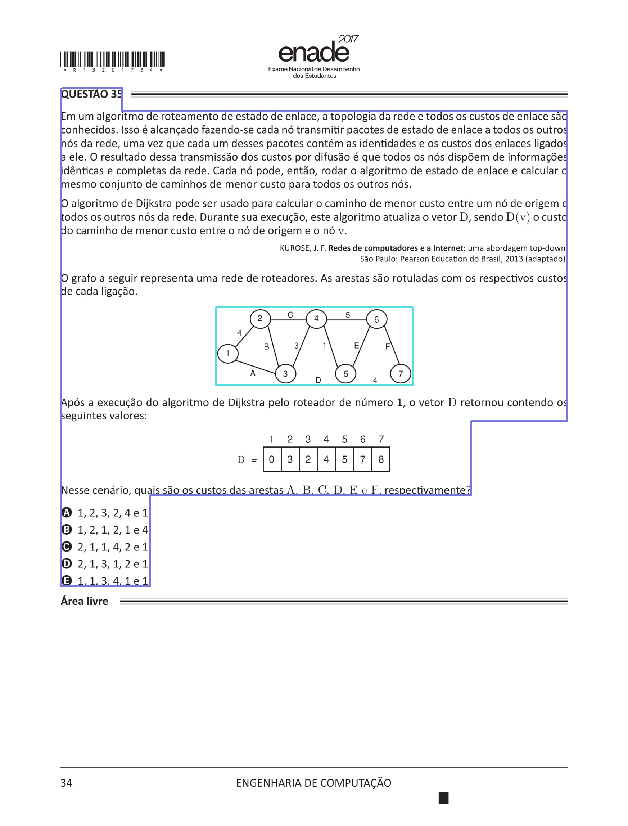 *R1320173４*
2017
enade
Exame Nacional de Desempenho
dos Estudantes
QUESTÃO 35
Em um algoritmo de roteamento de estado de enlace, a topologia da rede e todos os custos de enlace são
conhecidos. Isso é alcançado fazendo-se cada nó transmitir pacotes de estado de enlace a todos os outros
nós da rede, uma vez que cada um desses pacotes contém as identidades e os custos dos enlaces ligados
a ele. O resultado dessa transmissão dos custos por difusão é que todos os nós dispõem de informações
idênticas e completas da rede. Cada nó pode, então, rodar o algoritmo de estado de enlace e calcular o
mesmo conjunto de caminhos de menor custo para todos os outros nós.
O algoritmo de Dijkstra pode ser usado para calcular o caminho de menor custo entre um nó de origem e
todos os outros nós da rede. Durante sua execução, este algoritmo atualiza o vetor D, sendo D(v) o custo
do caminho de menor custo entre o nó de origem e o nó v.
KUROSE, J. F. Redes de computadores e a Internet: uma abordagem top-down.
São Paulo: Pearson Education do Brasil, 2013 (adaptado).
O grafo a seguir representa uma rede de roteadores. As arestas são rotuladas com os respectivos custos
de cada ligação.
2 C 4 5 6
4 B 3 1 E F
1
A 3 D 5 4 7
Após a execução do algoritmo de Dijkstra pelo roteador de número 1, o vetor D retornou contendo os
seguintes valores:
1 2 3 4 5 6 7
D = 0 3 2 4 5 7 8
Nesse cenário, quais são os custos das arestas A, B, C, D, E e F, respectivamente?
A 1, 2, 3, 2, 4 e 1
B 1, 2, 1, 2, 1 e 4
C 2, 1, 1, 4, 2 e 1
D 2, 1, 3, 1, 2 e 1
E 1, 1, 3, 4, 1 e 1
Área livre
34
ENGENHARIA DE COMPUTAÇÃO